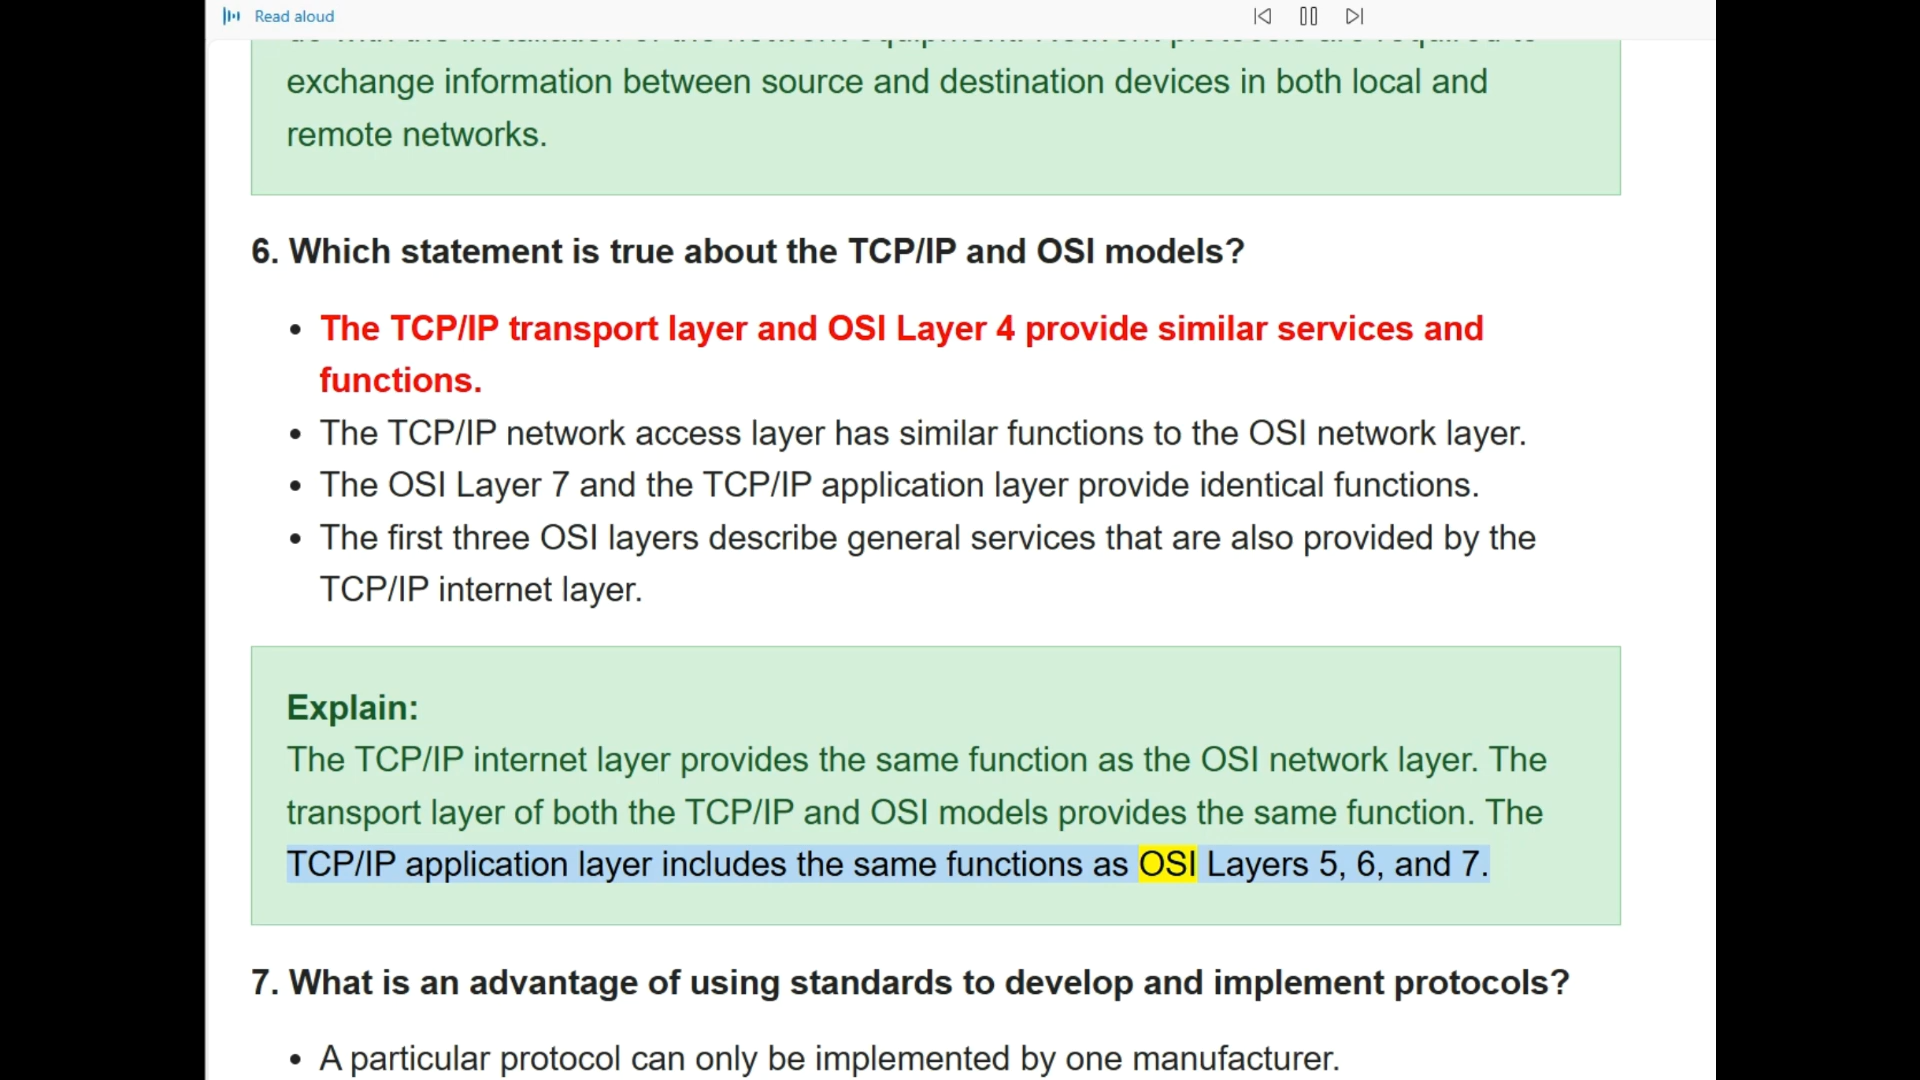 Read aloud
exchange information between source and destination devices in both local and
remote networks.
6. Which statement is true about the TCP/IP and OSI models?
• The TCP/IP transport layer and OSI Layer 4 provide similar services and
functions.
• The TCP/IP network access layer has similar functions to the OSI network layer.
• The OSI Layer 7 and the TCP/IP application layer provide identical functions.
• The first three OSI layers describe general services that are also provided by the
TCP/IP internet layer.
Explain:
The TCP/IP internet layer provides the same function as the OSI network layer. The
transport layer of both the TCP/IP and OSI models provides the same function. The
TCP/IP application layer includes the same functions as OSI Layers 5, 6, and 7.
7. What is an advantage of using standards to develop and implement protocols?
• A particular protocol can only be implemented by one manufacturer.